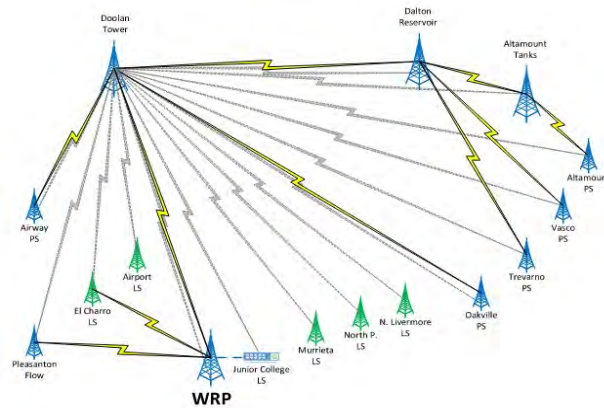 Doolan
Tower
Dalton
Reservoir
Altamount
Tanks
Altamount
PS
Airway
PS
Vasco
PS
Airport
LS
Trevarno
PS
El Charro
LS
N. Livermore
LS
Oakville
PS
North P.
LS
Murrieta
LS
Pleasanton
Flow
Junior College
LS
WRP